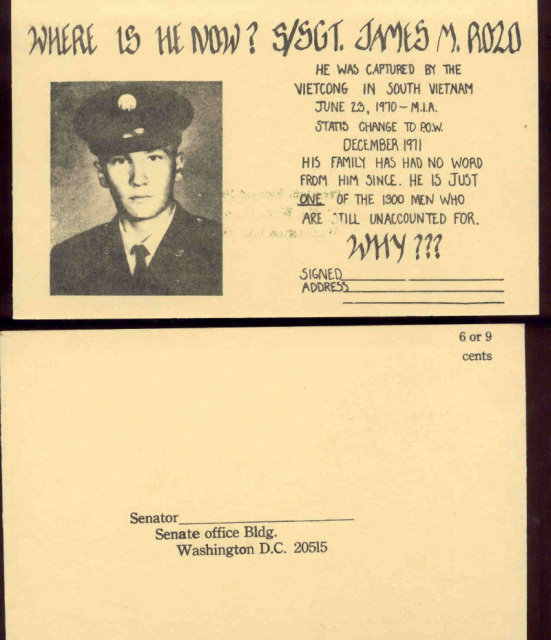 WHERE IS HE NOW? S/SGT. JAMES M. ROZO
HE WAS CAPTURED BY THE
VIETCONG IN SOUTH VIETNAM
JUNE 23, 1970 - M.I.A.
STATIS CHANGE TO P.O.W.
DECEMBER 1971
HIS FAMILY HAS HAD NO WORD
FROM HIM SINCE. HE IS JUST
ONE OF THE 1300 MEN WHO
ARE STILL UNACCOUNTED FOR.
WHY???
SIGNED
ADDRESS
6 or 9
cents
Senator
Senate office Bldg.
Washington D.C. 20515